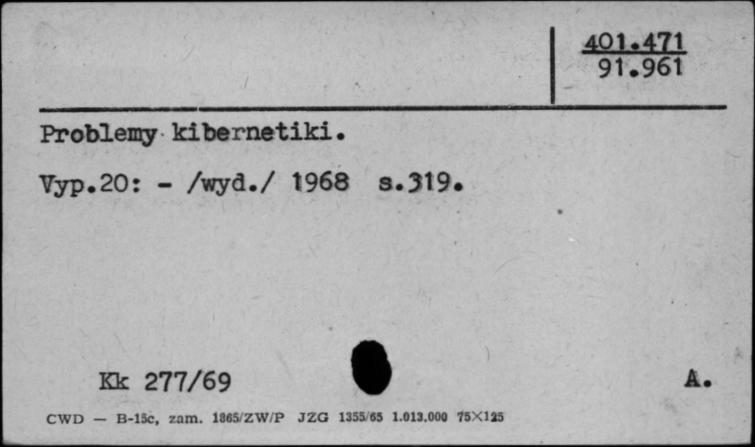 401.471
91.961
Problemy kibernetiki.
Vyp.20: - /wyd./ 1968 s.319.
Kk 277/69
A.
CWD — B-15c, zam. 1865/ZW/P JZG 1355/65 1.013.000 75×125